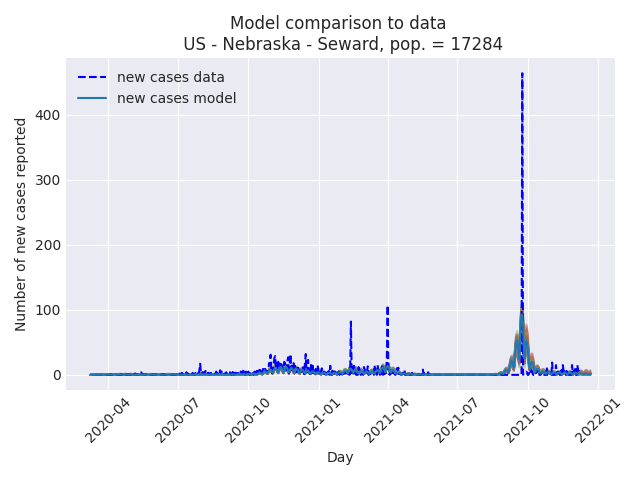 Model comparison to data
US - Nebraska - Seward, pop. = 17284
new cases data
new cases model
Number of new cases reported
400
300
200
100
0
2020-04
2020-07
2020-10
2021-01
2021-04
2021-07
2021-10
2022-01
Day